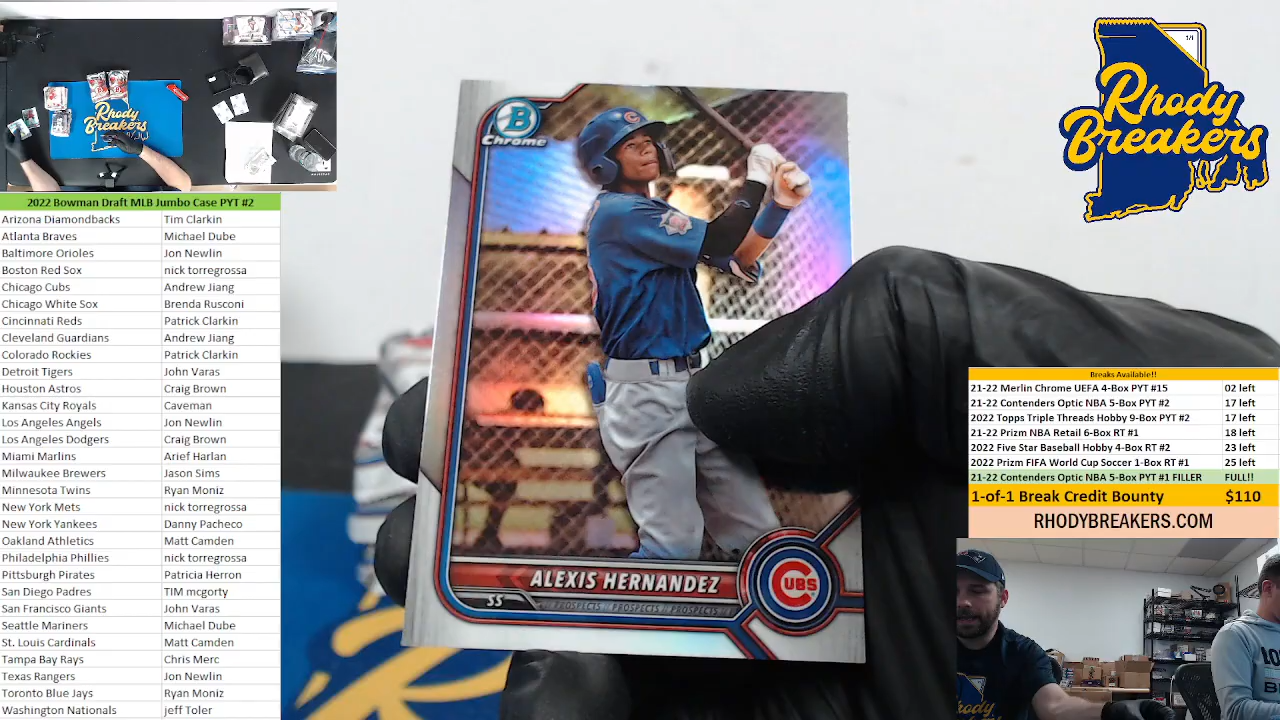 Rhody
Breakers
2022 Bowman Draft MLB Jumbo Case PYT #2
Arizona Diamondbacks Tim Clarkin
Atlanta Braves Michael Dube
Baltimore Orioles Jon Newlin
Boston Red Sox nick torregrossa
Chicago Cubs Andrew Jiang
Chicago White Sox Brenda Rusconi
Cincinnati Reds Patrick Clarkin
Cleveland Guardians Andrew Jiang
Colorado Rockies Patrick Clarkin
Detroit Tigers John Varas
Houston Astros Craig Brown
Kansas City Royals Caveman
Los Angeles Angels Jon Newlin
Los Angeles Dodgers Craig Brown
Miami Marlins Arief Harlan
Milwaukee Brewers Jason Sims
Minnesota Twins Ryan Moniz
New York Mets nick torregrossa
New York Yankees Danny Pacheco
Oakland Athletics Matt Camden
Philadelphia Phillies nick torregrossa
Pittsburgh Pirates Patricia Herron
San Diego Padres TIM mcgorty
San Francisco Giants John Varas
Seattle Mariners Michael Dube
St. Louis Cardinals Matt Camden
Tampa Bay Rays Chris Merc
Texas Rangers Jon Newlin
Toronto Blue Jays Ryan Moniz
Washington Nationals jeff Toler
B
Chrome
C
ALEXIS HERNANDEZ
SS // PROSPECTS // PROSPECTS // PROSPECTS
CUBS
1/1
Rhody
Breakers
Breaks Available!!
21-22 Merlin Chrome UEFA 4-Box PYT #15 02 left
21-22 Contenders Optic NBA 5-Box PYT #2 17 left
2022 Topps Triple Threads Hobby 9-Box PYT #2 17 left
21-22 Prizm NBA Retail 6-Box RT #1 18 left
2022 Five Star Baseball Hobby 4-Box RT #2 23 left
2022 Prizm FIFA World Cup Soccer 1-Box RT #1 25 left
21-22 Contenders Optic NBA 5-Box PYT #1 FILLER FULL!!
1-of-1 Break Credit Bounty $110
RHODYBREAKERS.COM
Rhody
Breakers